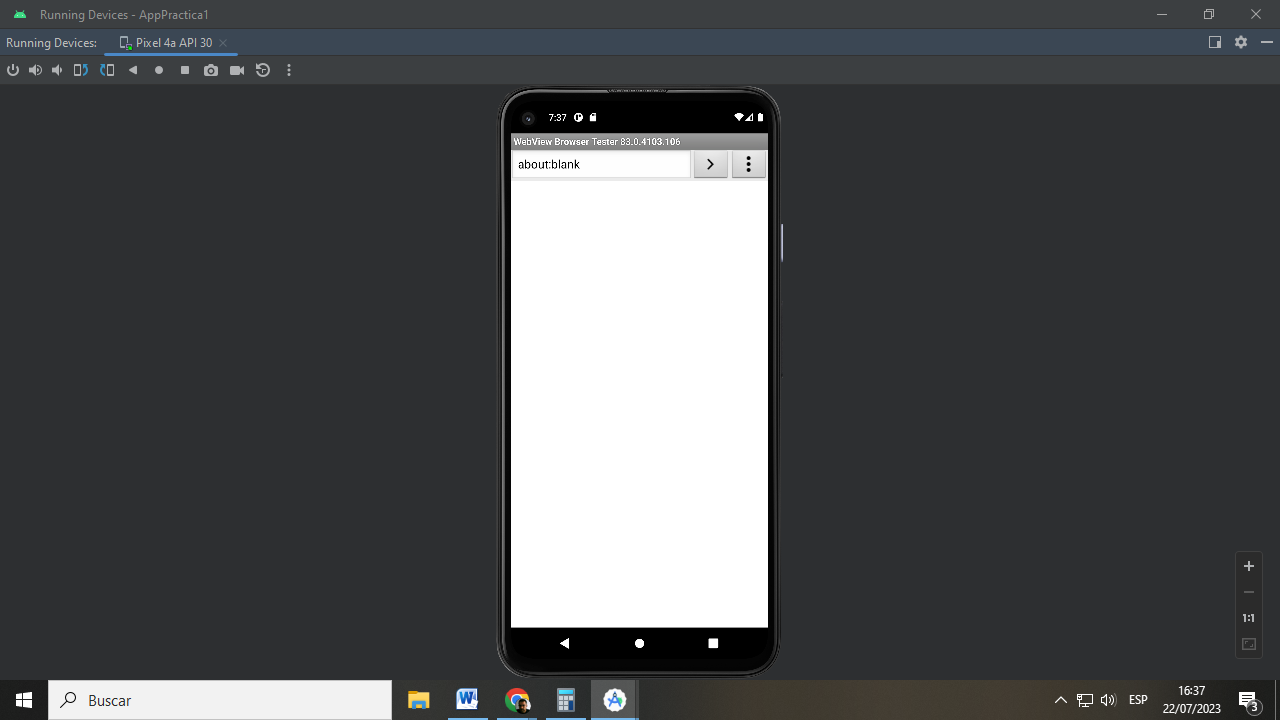 Running Devices - AppPractica1
Running Devices:
Pixel 4a API 30
7:37
WebView Browser Tester 83.0.4103.106
about:blank
1:1
Buscar
ESP
16:37
22/07/2023
3